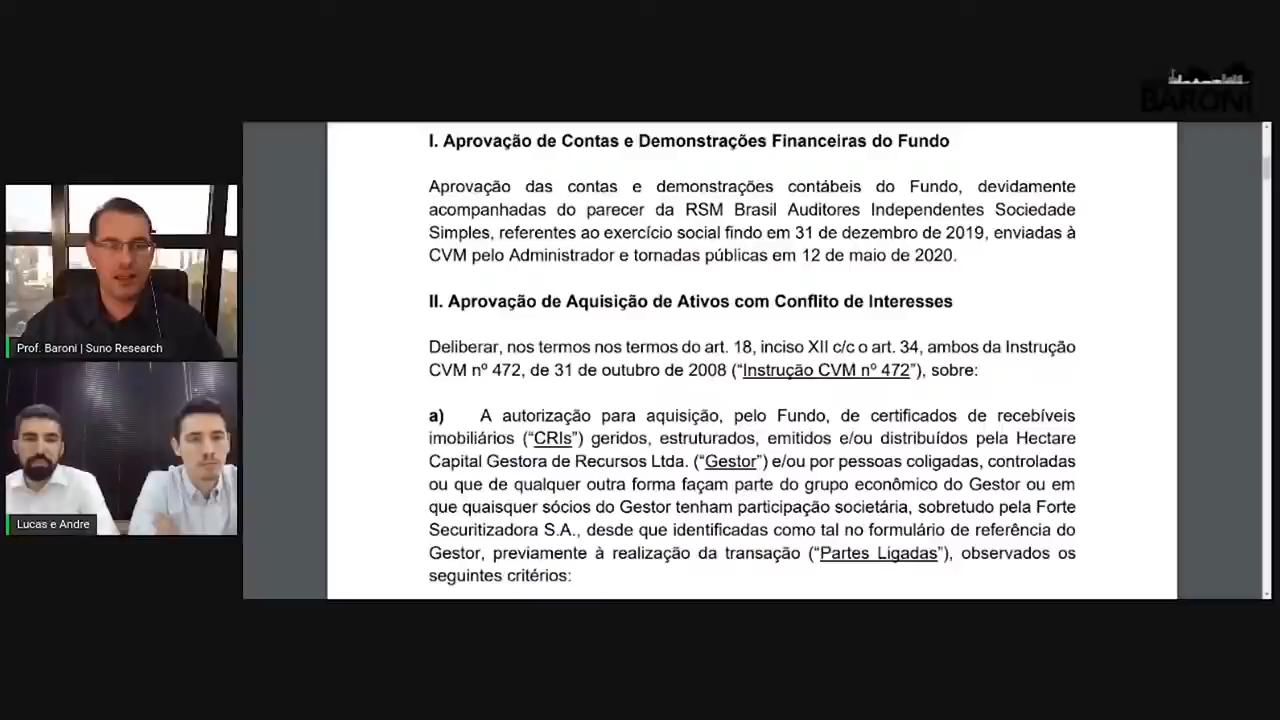 BARONI
I. Aprovação de Contas e Demonstrações Financeiras do Fundo
Aprovação das contas e demonstrações contábeis do Fundo, devidamente
acompanhadas do parecer da RSM Brasil Auditores Independentes Sociedade
Simples, referentes ao exercício social findo em 31 de dezembro de 2019, enviadas à
CVM pelo Administrador e tornadas públicas em 12 de maio de 2020.
II. Aprovação de Aquisição de Ativos com Conflito de Interesses
Deliberar, nos termos nos termos do art. 18, inciso XII c/c o art. 34, ambos da Instrução
CVM nº 472, de 31 de outubro de 2008 (“Instrução CVM nº 472”), sobre:
a) A autorização para aquisição, pelo Fundo, de certificados de recebíveis
imobiliários (“CRIs”) geridos, estruturados, emitidos e/ou distribuídos pela Hectare
Capital Gestora de Recursos Ltda. (“Gestor”) e/ou por pessoas coligadas, controladas
ou que de qualquer outra forma façam parte do grupo econômico do Gestor ou em
que quaisquer sócios do Gestor tenham participação societária, sobretudo pela Forte
Securitizadora S.A., desde que identificadas como tal no formulário de referência do
Gestor, previamente à realização da transação (“Partes Ligadas”), observados os
seguintes critérios:
Prof. Baroni | Suno Research
Lucas e Andre